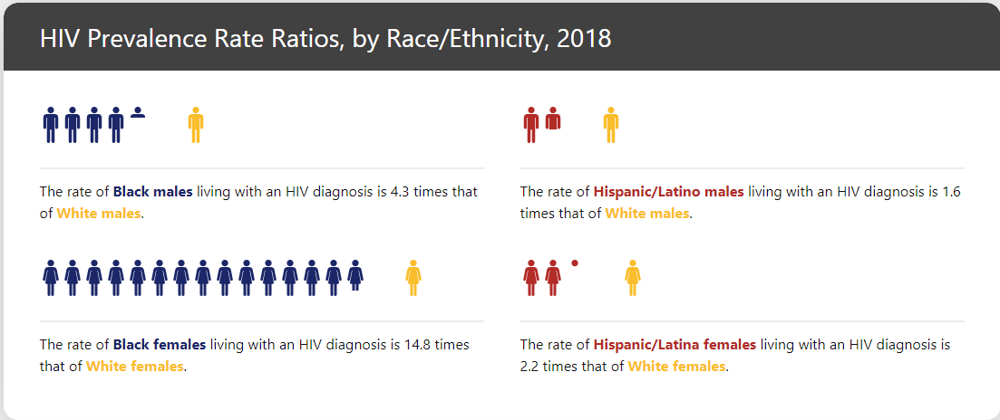 HIV Prevalence Rate Ratios, by Race/Ethnicity, 2018
The rate of Black males living with an HIV diagnosis is 4.3 times that
of White males.
The rate of Hispanic/Latino males living with an HIV diagnosis is 1.6
times that of White males.
The rate of Black females living with an HIV diagnosis is 14.8 times
that of White females.
The rate of Hispanic/Latina females living with an HIV diagnosis is
2.2 times that of White females.